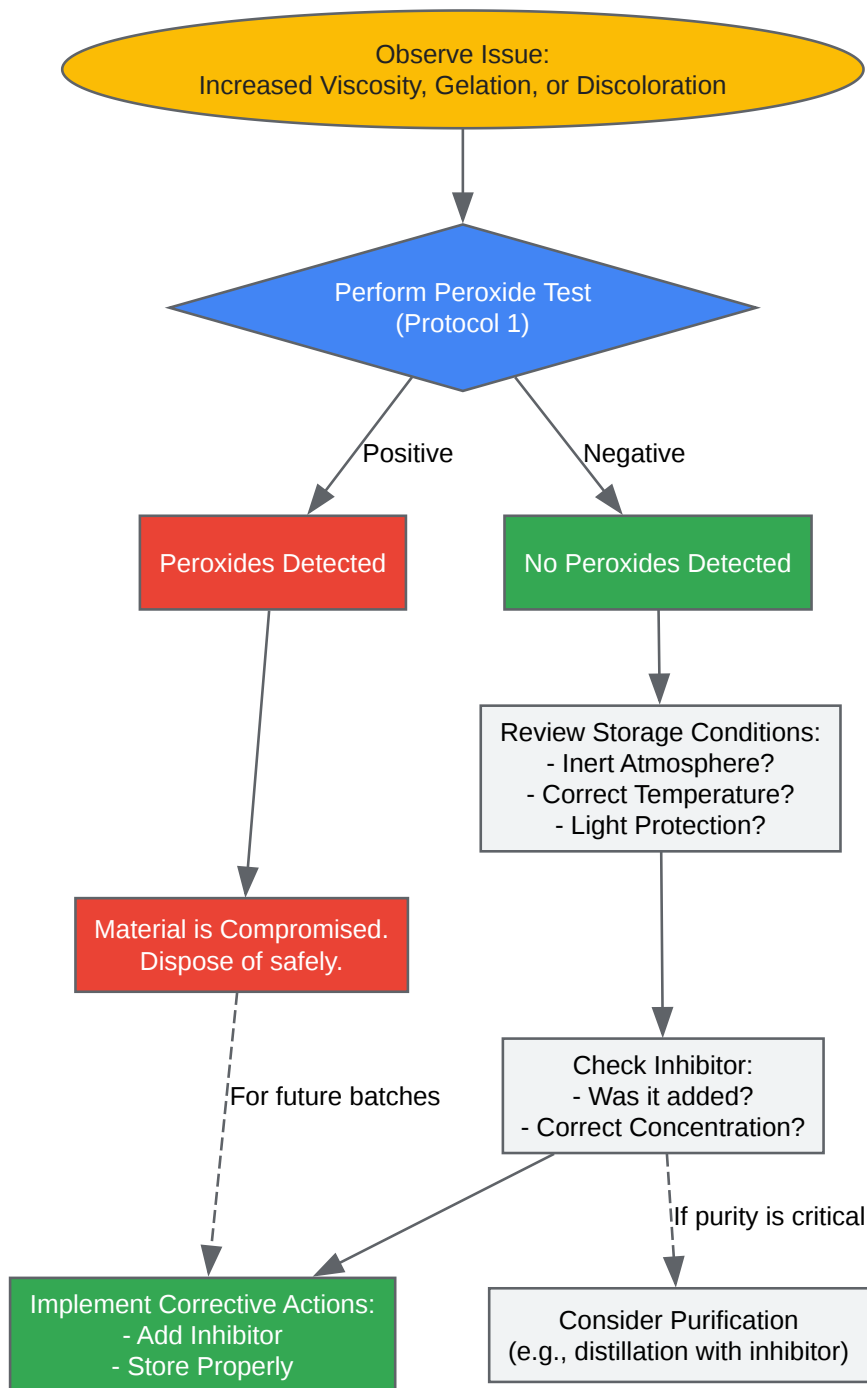 Observe Issue:
Increased Viscosity, Gelation, or Discoloration
Perform Peroxide Test
(Protocol 1)
Positive
Negative
Peroxides Detected
No Peroxides Detected
Review Storage Conditions:
- Inert Atmosphere?
- Correct Temperature?
- Light Protection?
Material is Compromised.
Dispose of safely.
Check Inhibitor:
- Was it added?
- Correct Concentration?
For future batches
If purity is critical
Implement Corrective Actions:
- Add Inhibitor
- Store Properly
Consider Purification
(e.g., distillation with inhibitor)